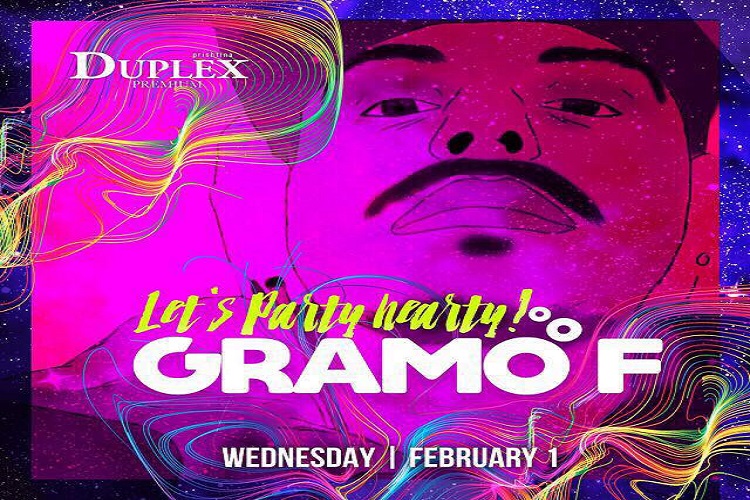 prishtina
DUPLEX
PREMIUM
Let's Party hearty!
GRAMO F
WEDNESDAY | FEBRUARY 1